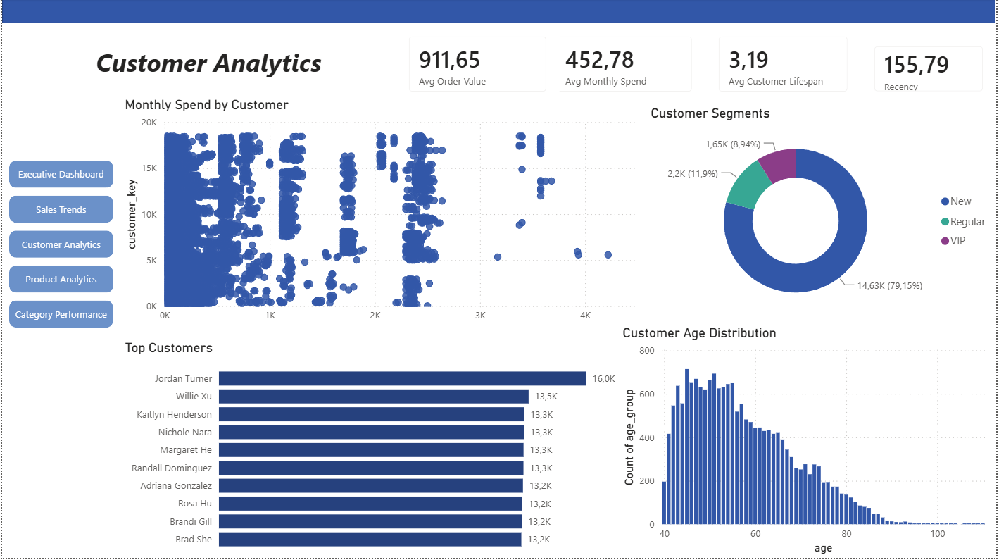 Customer Analytics
911,65
Avg Order Value
452,78
Avg Monthly Spend
3,19
Avg Customer Lifespan
155,79
Recency
Executive Dashboard
Sales Trends
Customer Analytics
Product Analytics
Category Performance
Monthly Spend by Customer
customer_key
20K
15K
10K
5K
0K
0K 1K 2K 3K 4K
Customer Segments
1,65K (8,94%)
2,2K (11,9%)
14,63K (79,15%)
New
Regular
VIP
Top Customers
Jordan Turner 16,0K
Willie Xu 13,5K
Kaitlyn Henderson 13,3K
Nichole Nara 13,3K
Margaret He 13,3K
Randall Dominguez 13,3K
Adriana Gonzalez 13,2K
Rosa Hu 13,2K
Brandi Gill 13,2K
Brad She 13,2K
Customer Age Distribution
Count of age_group
800
600
400
200
0
40 60 80 100
age